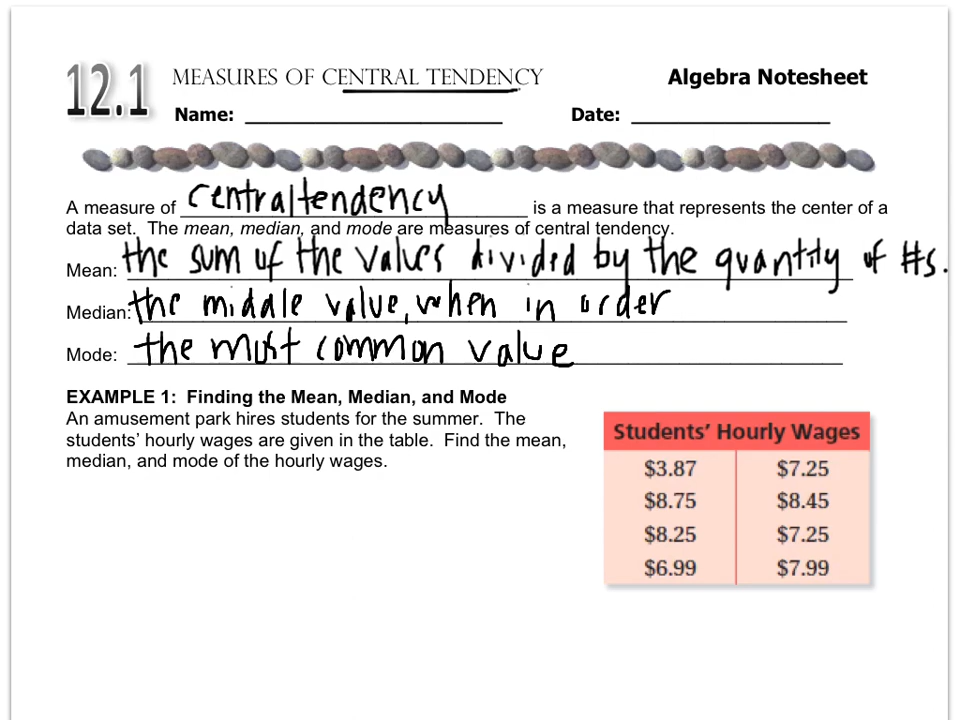 12.1 MEASURES OF CENTRAL TENDENCY Algebra Notesheet
Name: ____________________ Date: ____________________
A measure of central tendency is a measure that represents the center of a
data set. The mean, median, and mode are measures of central tendency.
Mean: the sum of the values divided by the quantity of #s.
Median: the middle value, when in order
Mode: the most common value
EXAMPLE 1: Finding the Mean, Median, and Mode
An amusement park hires students for the summer. The
students' hourly wages are given in the table. Find the mean,
median, and mode of the hourly wages.
Students' Hourly Wages
$3.87 $7.25
$8.75 $8.45
$8.25 $7.25
$6.99 $7.99